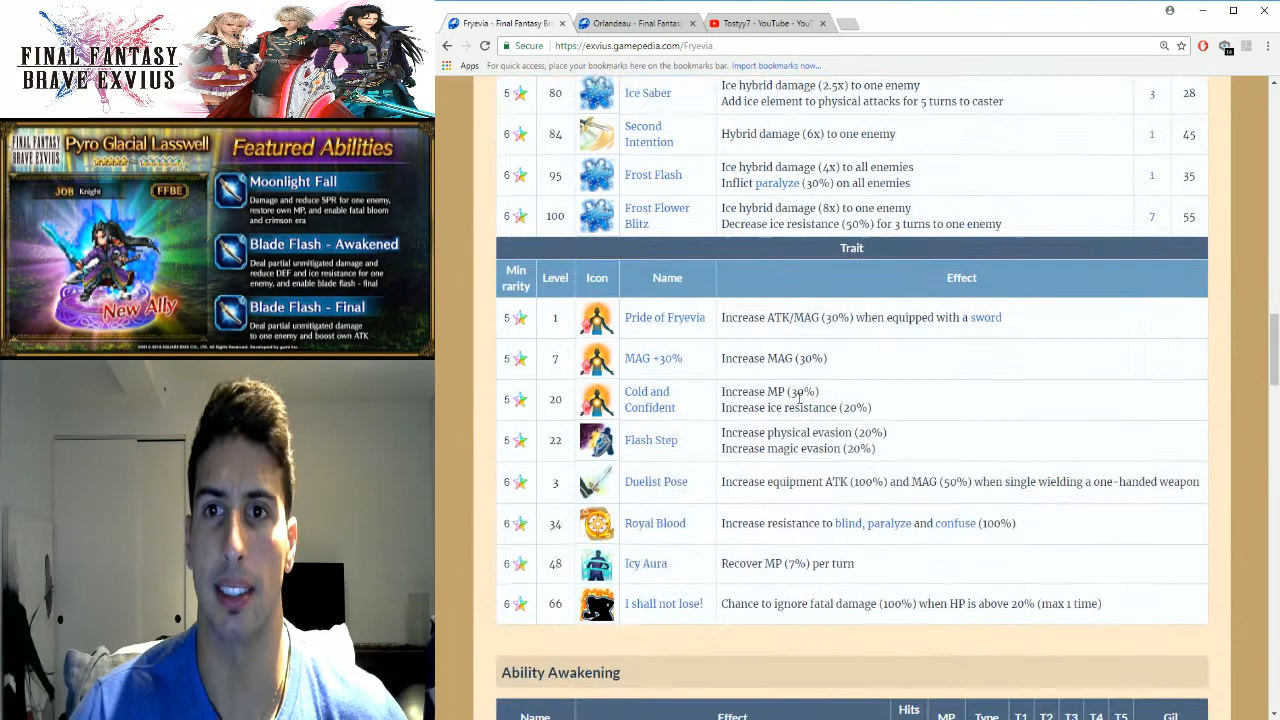 FINAL FANTASY
BRAVE EXVIUS
FINAL FANTASY
BRAVE EXVIUS
Pyro Glacial Lasswell
JOB Knight
FFBE
New Ally
Featured Abilities
Moonlight Fall
Damage and reduce SPR for one enemy,
restore own MP, and enable fatal bloom
and crimson era
Blade Flash - Awakened
Deal partial unmitigated damage and
reduce DEF and ice resistance for one
enemy, and enable blade flash - final
Blade Flash - Final
Deal partial unmitigated damage
to one enemy and boost own ATK
Fryevia - Final Fantasy Br
Orlandeau - Final Fantasy
Tostyy7 - YouTube - YouT
Secure
https://exvius.gamepedia.com/Fryevia
Apps
For quick access, place your bookmarks here on the bookmarks bar. Import bookmarks now...
5 80 Ice Saber Ice hybrid damage (2.5x) to one enemy 3 28
Add ice element to physical attacks for 5 turns to caster
6 84 Second Intention Hybrid damage (6x) to one enemy 1 45
6 95 Frost Flash Ice hybrid damage (4x) to all enemies 1 35
Inflict paralyze (30%) on all enemies
6 100 Frost Flower Blitz Ice hybrid damage (8x) to one enemy 7 55
Decrease ice resistance (50%) for 3 turns to one enemy
Trait
Min rarity Level Icon Name Effect
5 1 Pride of Fryevia Increase ATK/MAG (30%) when equipped with a sword
5 7 MAG +30% Increase MAG (30%)
5 20 Cold and Confident Increase MP (30%)
Increase ice resistance (20%)
5 22 Flash Step Increase physical evasion (20%)
Increase magic evasion (20%)
6 3 Duelist Pose Increase equipment ATK (100%) and MAG (50%) when single wielding a one-handed weapon
6 34 Royal Blood Increase resistance to blind, paralyze and confuse (100%)
6 48 Icy Aura Recover MP (7%) per turn
6 66 I shall not lose! Chance to ignore fatal damage (100%) when HP is above 20% (max 1 time)
Ability Awakening
Name Effect Hits MP Type T1 T2 T3 T4 T5 Gil